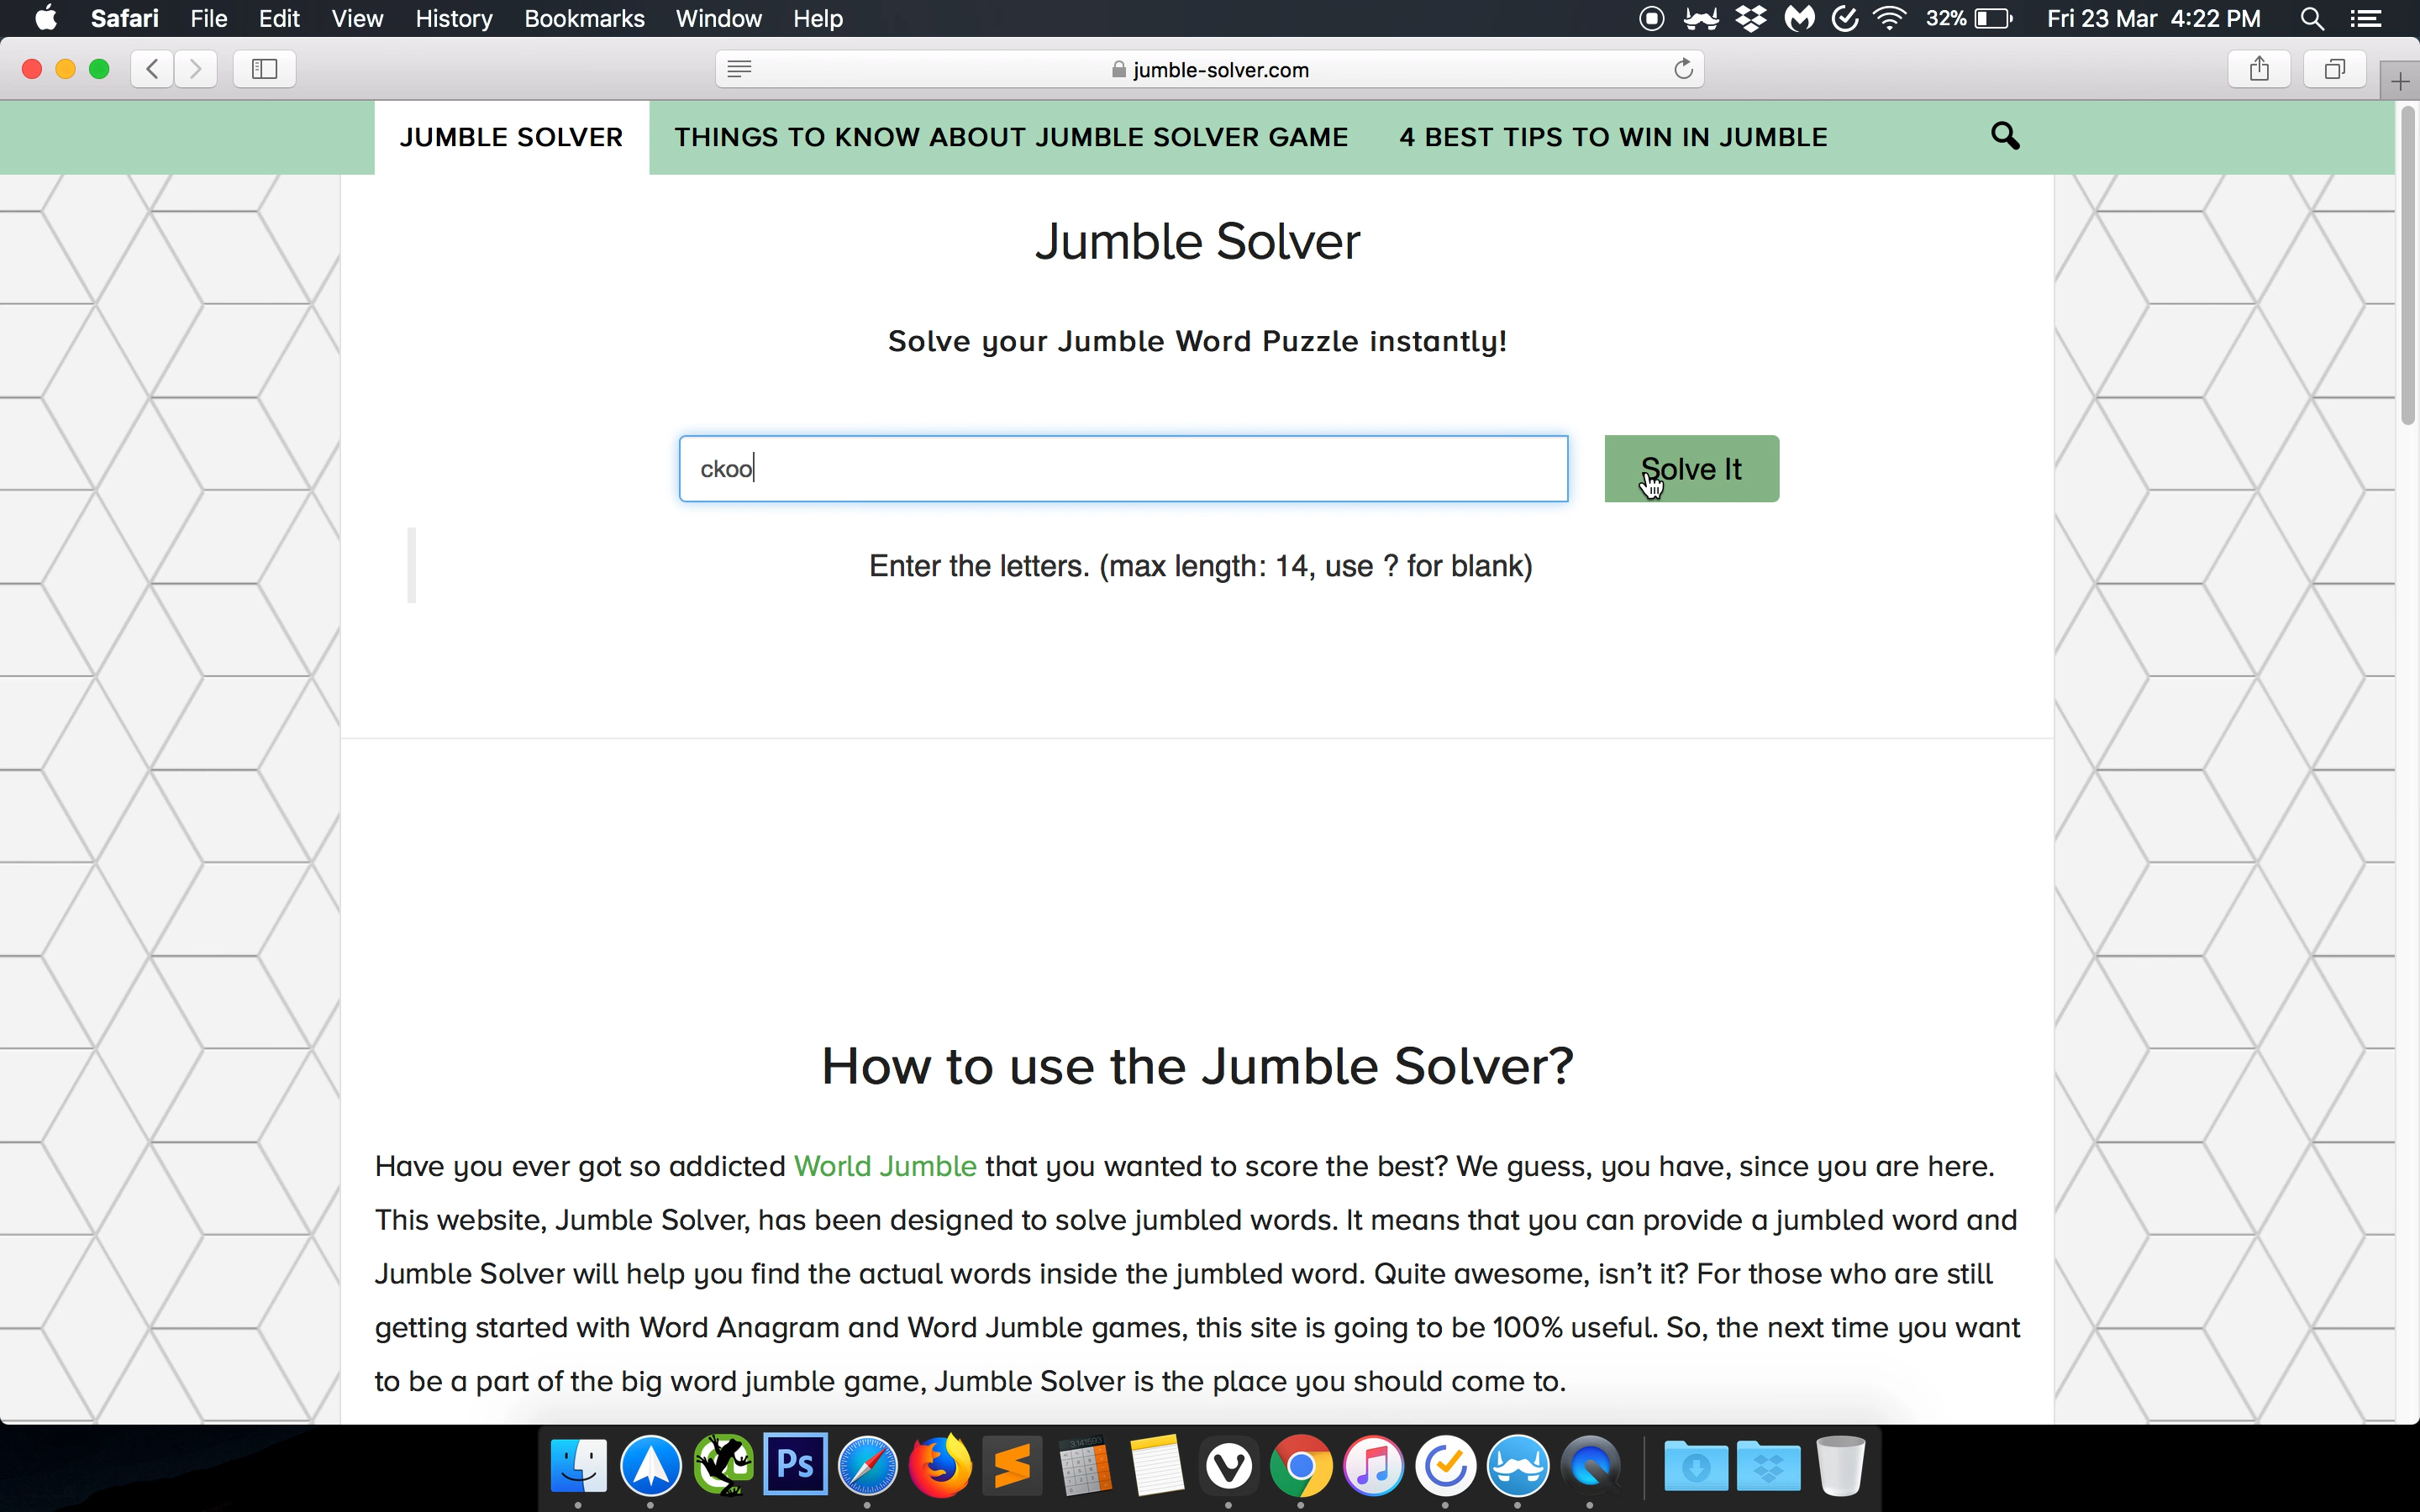 Safari File Edit View History Bookmarks Window Help 32% Fri 23 Mar 4:22 PM
jumble-solver.com
JUMBLE SOLVER THINGS TO KNOW ABOUT JUMBLE SOLVER GAME 4 BEST TIPS TO WIN IN JUMBLE
Jumble Solver
Solve your Jumble Word Puzzle instantly!
ckoo Solve It
Enter the letters. (max length: 14, use ? for blank)
How to use the Jumble Solver?
Have you ever got so addicted World Jumble that you wanted to score the best? We guess, you have, since you are here.
This website, Jumble Solver, has been designed to solve jumbled words. It means that you can provide a jumbled word and
Jumble Solver will help you find the actual words inside the jumbled word. Quite awesome, isn't it? For those who are still
getting started with Word Anagram and Word Jumble games, this site is going to be 100% useful. So, the next time you want
to be a part of the big word jumble game, Jumble Solver is the place you should come to.
Ps